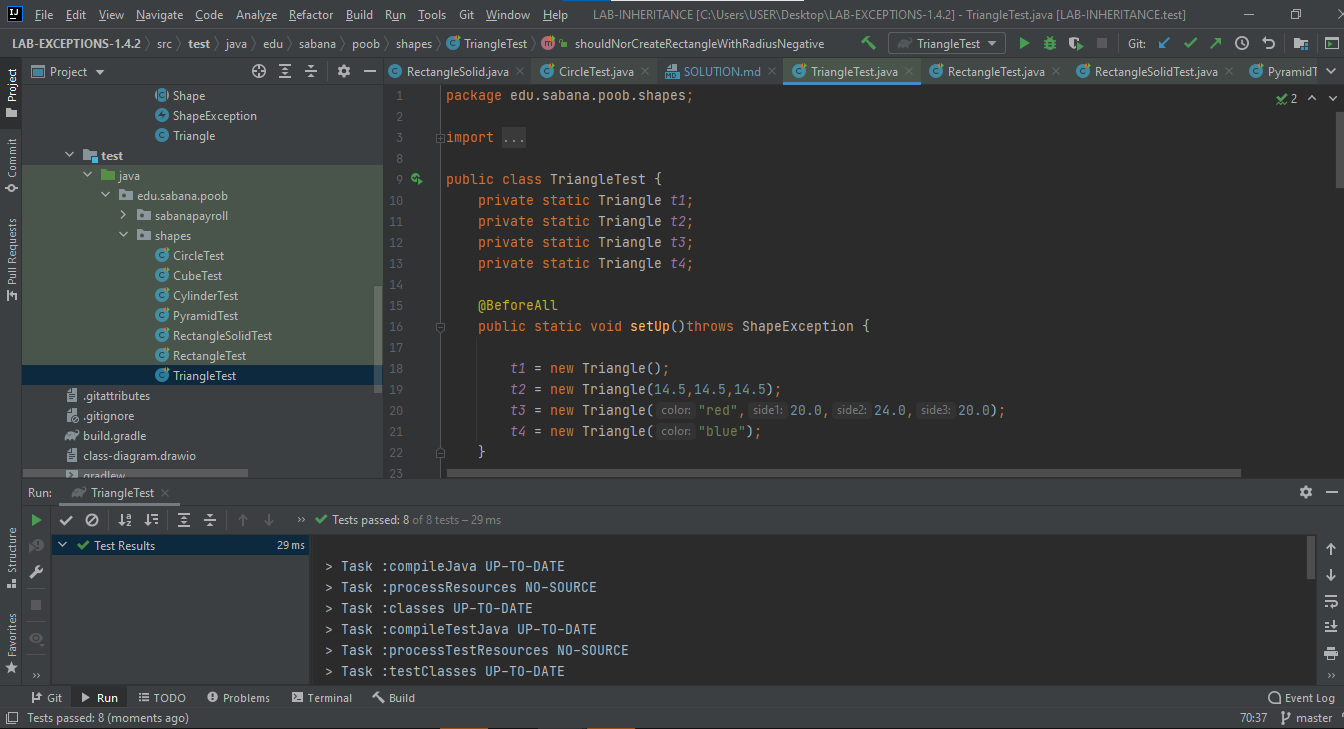 File Edit View Navigate Code Analyze Refactor Build Run Tools Git Window Help LAB-INHERITANCE [C:\Users\USER\Desktop\LAB-EXCEPTIONS-1.4.2] - TriangleTest.java [LAB-INHERITANCE.test]
LAB-EXCEPTIONS-1.4.2 src test java edu sabana poob shapes TriangleTest shouldNorCreateRectangleWithRadiusNegative TriangleTest Git:
Project RectangleSolid.java CircleTest.java SOLUTION.md TriangleTest.java RectangleTest.java RectangleSolidTest.java PyramidT
Project
Commit
Pull Requests
Shape
ShapeException
Triangle
test
java
edu.sabana.poob
sabanapayroll
shapes
CircleTest
CubeTest
CylinderTest
PyramidTest
RectangleSolidTest
RectangleTest
TriangleTest
.gitattributes
.gitignore
build.gradle
class-diagram.drawio
gradlew
2
1 package edu.sabana.poob.shapes;
2
3 import ...
8
9 public class TriangleTest {
10 private static Triangle t1;
11 private static Triangle t2;
12 private static Triangle t3;
13 private static Triangle t4;
14
15 @BeforeAll
16 public static void setUp()throws ShapeException {
17
18 t1 = new Triangle();
19 t2 = new Triangle(14.5,14.5,14.5);
20 t3 = new Triangle( color: "red", side1: 20.0, side2: 24.0, side3: 20.0);
21 t4 = new Triangle( color: "blue");
22 }
23
Run: TriangleTest
Tests passed: 8 of 8 tests – 29 ms
Test Results 29 ms
> Task :compileJava UP-TO-DATE
> Task :processResources NO-SOURCE
> Task :classes UP-TO-DATE
> Task :compileTestJava UP-TO-DATE
> Task :processTestResources NO-SOURCE
> Task :testClasses UP-TO-DATE
Structure
Favorites
Git Run TODO Problems Terminal Build Event Log
Tests passed: 8 (moments ago) 70:37 master